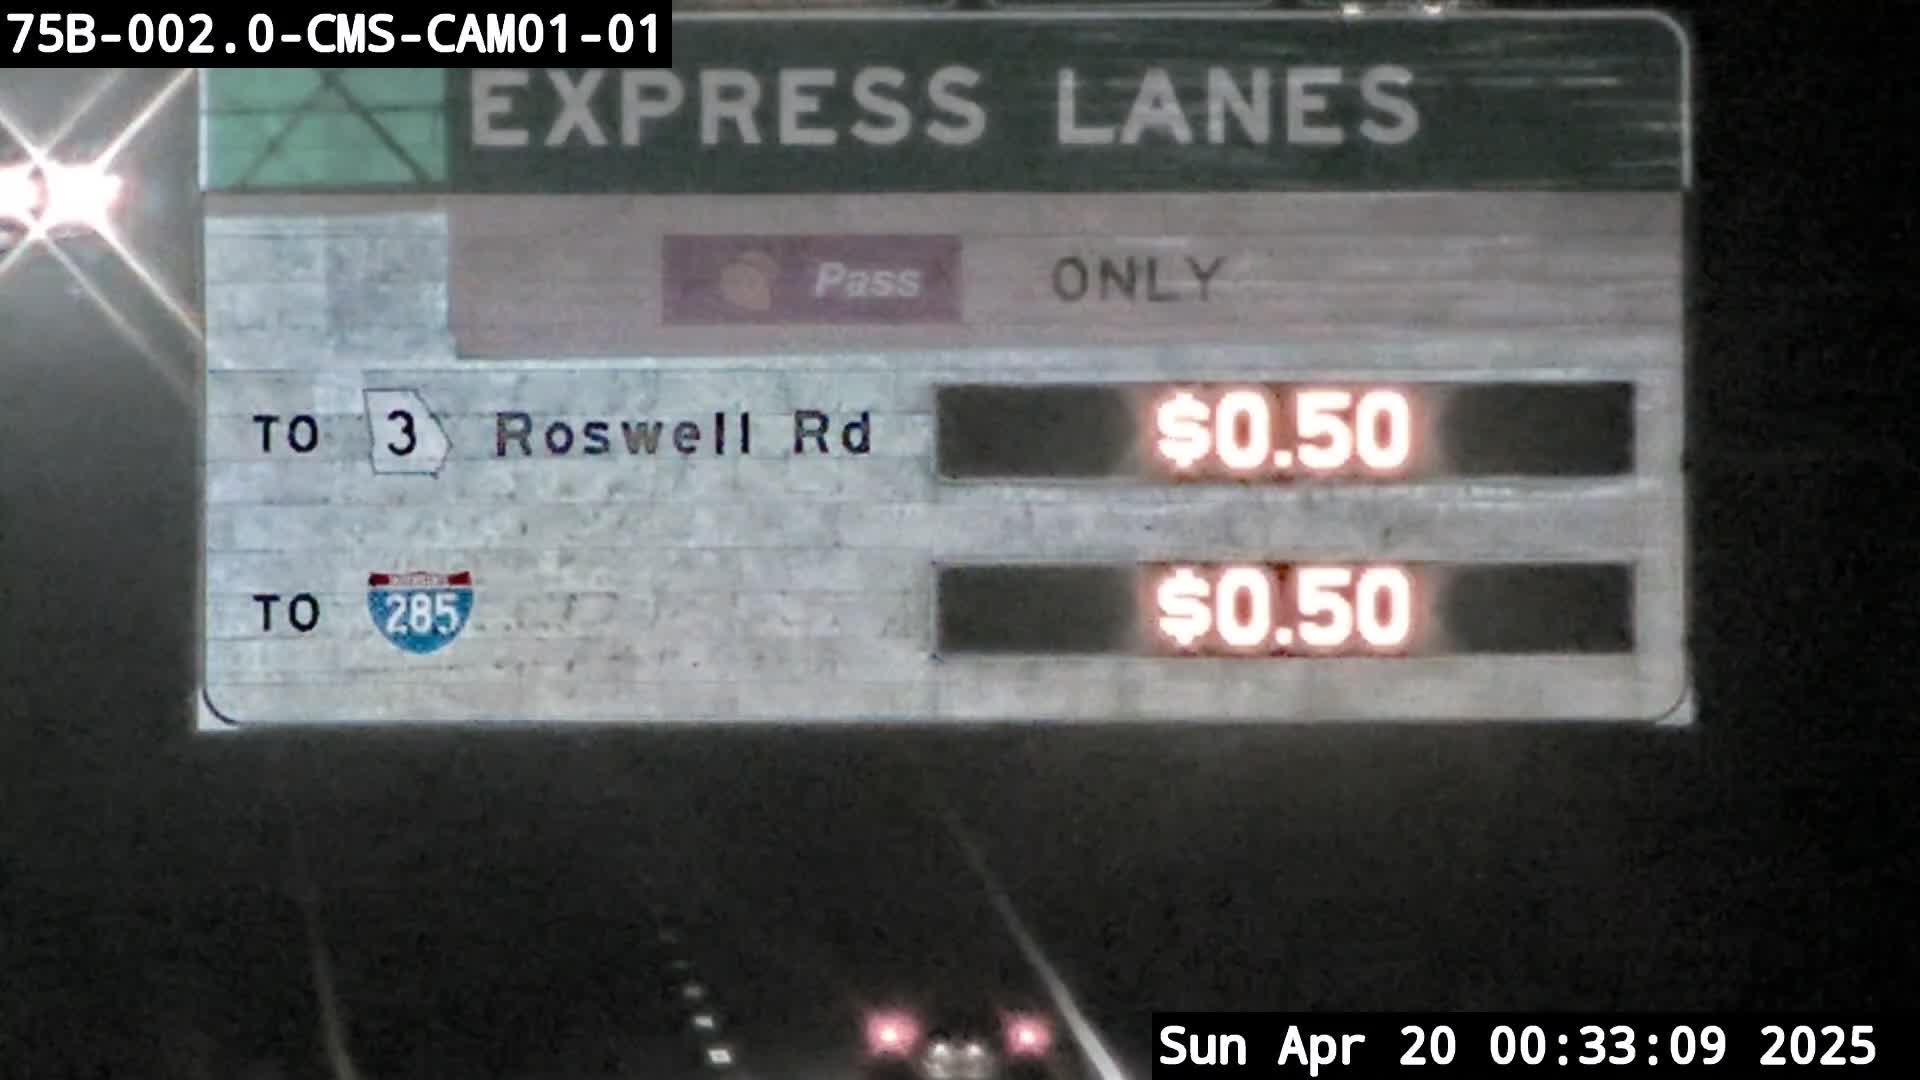 75B-002.0-CMS-CAM01-01
EXPRESS LANES
Pass ONLY
TO 3 Roswell Rd $0.50
TO 285 $0.50
Sun Apr 20 00:33:09 2025